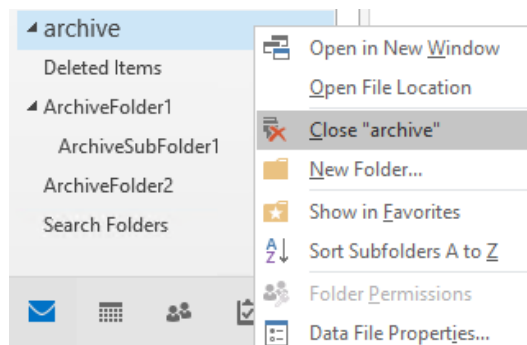 archive
Deleted Items
ArchiveFolder1
ArchiveSubFolder1
ArchiveFolder2
Search Folders
Open in New Window
Open File Location
Close "archive"
New Folder...
Show in Favorites
Sort Subfolders A to Z
Folder Permissions
Data File Properties...